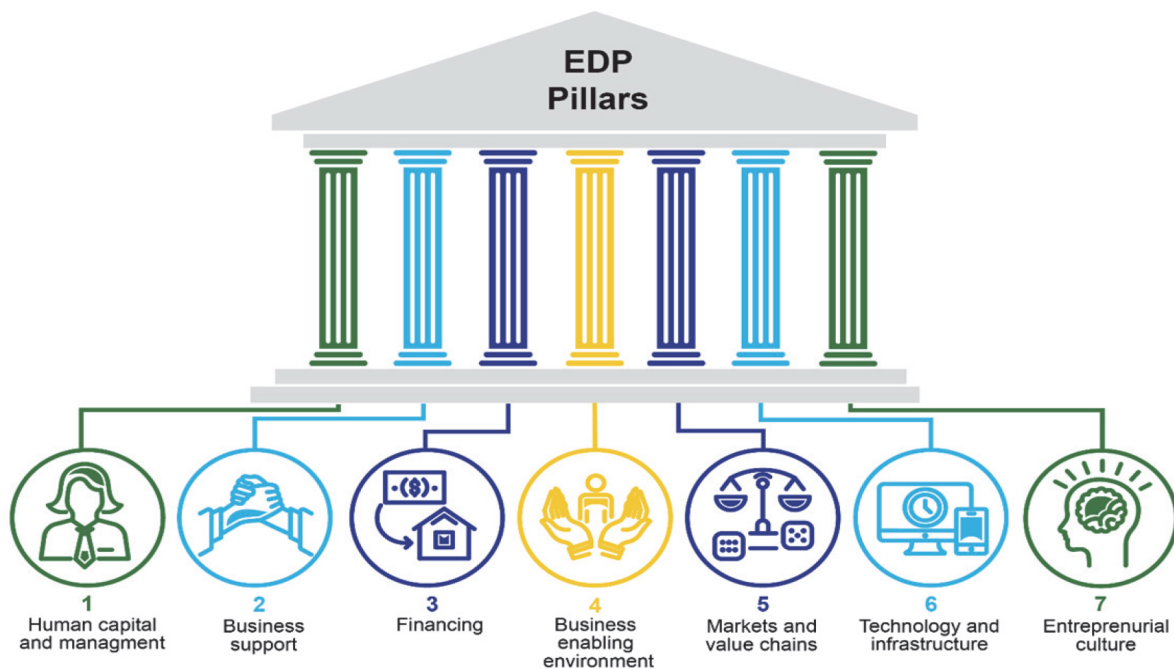 EDP
Pillars
1
Human capital
and managment
2
Business
support
3
Financing
4
Business
enabling
environment
5
Markets and
value chains
6
Technology and
infrastructure
7
Entreprenurial
culture